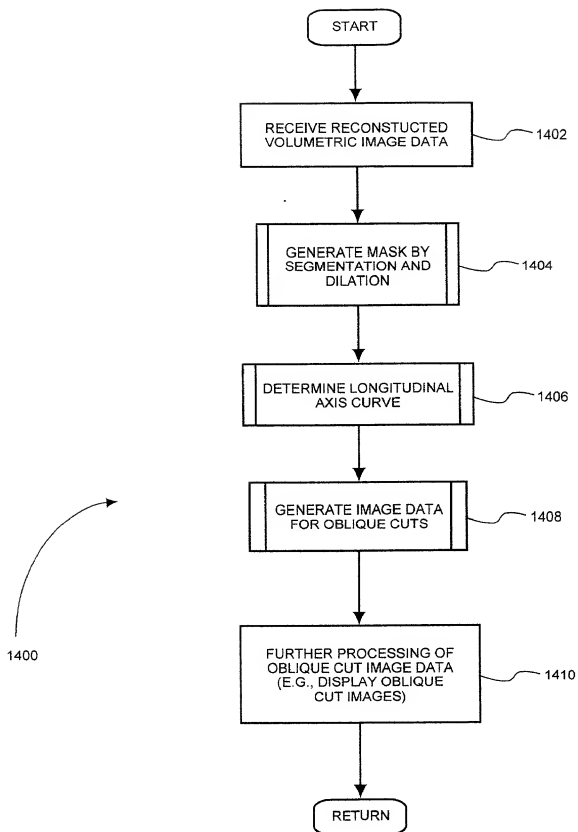 START
RECEIVE RECONSTUCTED
VOLUMETRIC IMAGE DATA
1402
GENERATE MASK BY
SEGMENTATION AND
DILATION
1404
DETERMINE LONGITUDINAL
AXIS CURVE
1406
GENERATE IMAGE DATA
FOR OBLIQUE CUTS
1408
1400
FURTHER PROCESSING OF
OBLIQUE CUT IMAGE DATA
(E.G., DISPLAY OBLIQUE
CUT IMAGES)
1410
RETURN